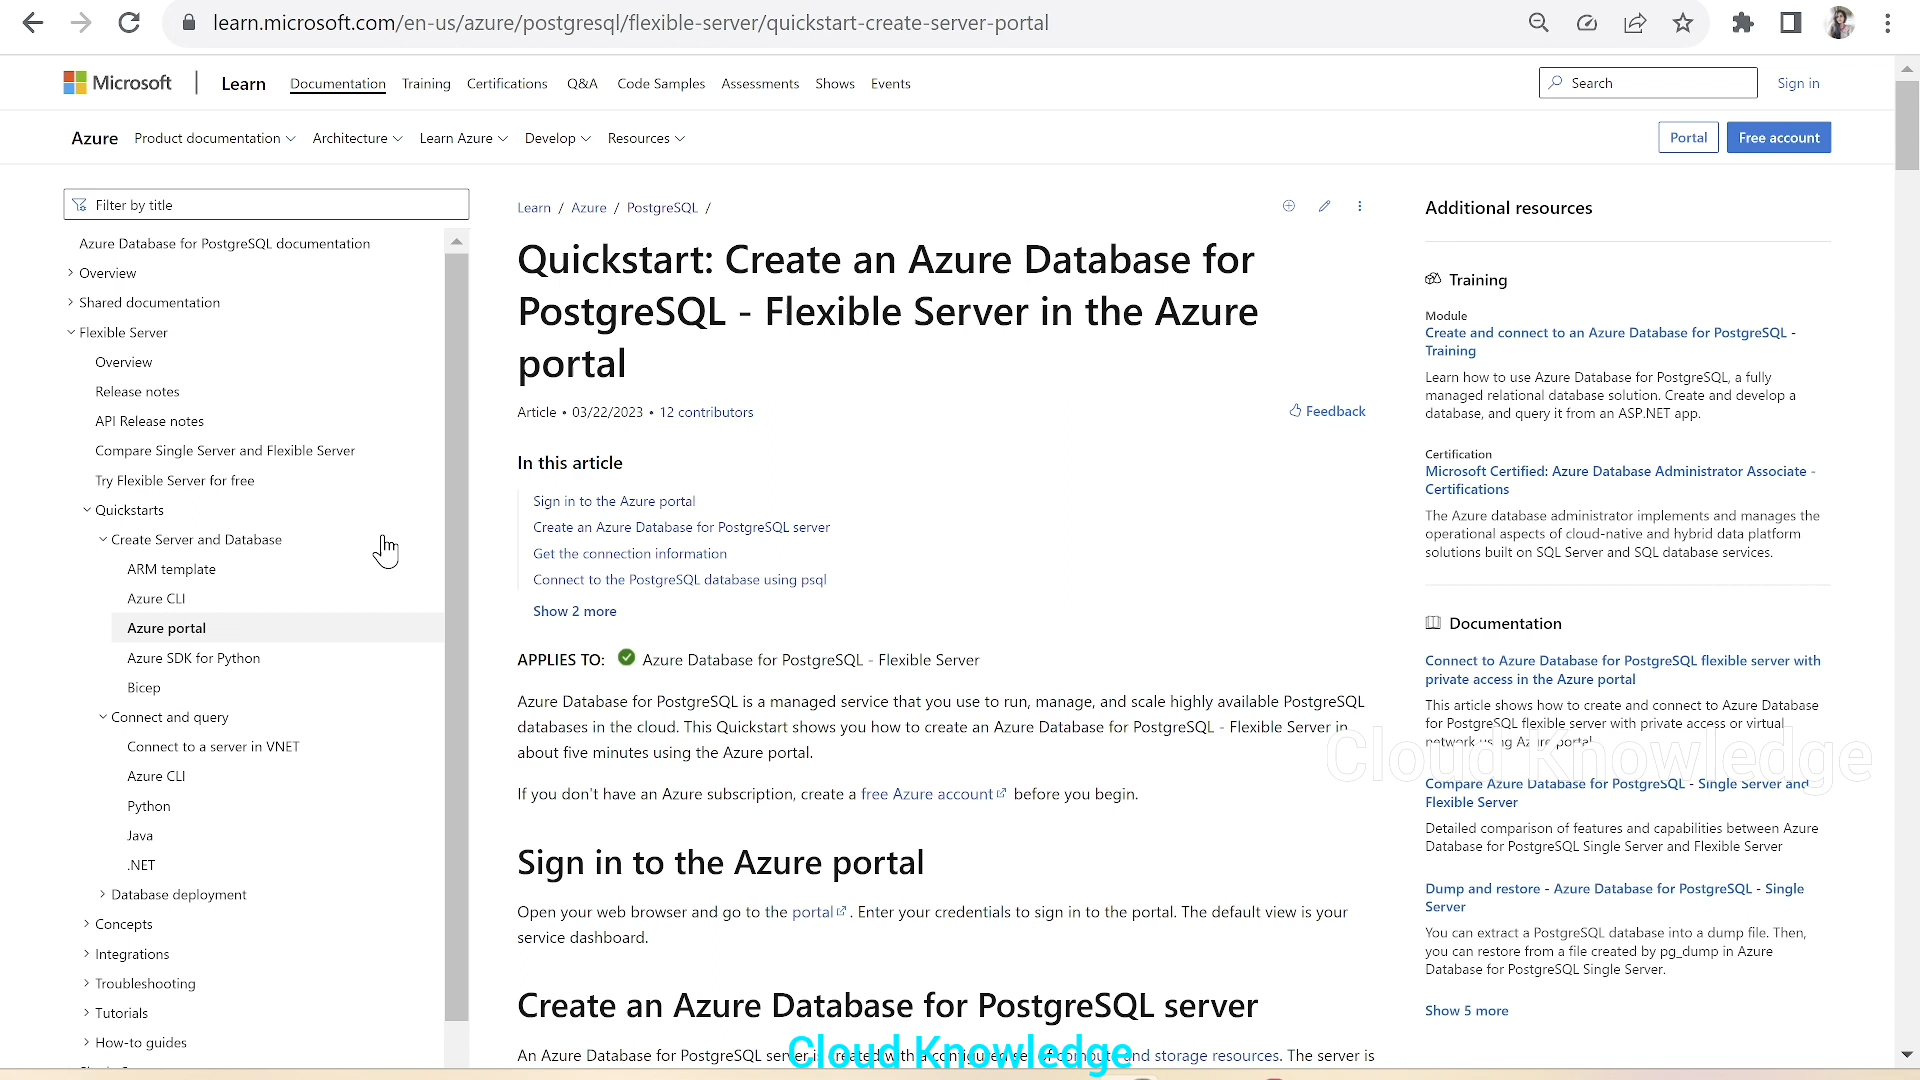 learn.microsoft.com/en-us/azure/postgresql/flexible-server/quickstart-create-server-portal
Microsoft
Learn
Documentation
Training
Certifications
Q&A
Code Samples
Assessments
Shows
Events
Search
Sign in
Azure
Product documentation
Architecture
Learn Azure
Develop
Resources
Portal
Free account
Filter by title
Azure Database for PostgreSQL documentation
Overview
Shared documentation
Flexible Server
Overview
Release notes
API Release notes
Compare Single Server and Flexible Server
Try Flexible Server for free
Quickstarts
Create Server and Database
ARM template
Azure CLI
Azure portal
Azure SDK for Python
Bicep
Connect and query
Connect to a server in VNET
Azure CLI
Python
Java
.NET
Database deployment
Concepts
Integrations
Troubleshooting
Tutorials
How-to guides
Learn / Azure / PostgreSQL /
Quickstart: Create an Azure Database for
PostgreSQL - Flexible Server in the Azure
portal
Article • 03/22/2023 • 12 contributors
Feedback
In this article
Sign in to the Azure portal
Create an Azure Database for PostgreSQL server
Get the connection information
Connect to the PostgreSQL database using psql
Show 2 more
APPLIES TO: Azure Database for PostgreSQL - Flexible Server
Azure Database for PostgreSQL is a managed service that you use to run, manage, and scale highly available PostgreSQL
databases in the cloud. This Quickstart shows you how to create an Azure Database for PostgreSQL - Flexible Server in
about five minutes using the Azure portal.
If you don't have an Azure subscription, create a free Azure account before you begin.
Sign in to the Azure portal
Open your web browser and go to the portal. Enter your credentials to sign in to the portal. The default view is your
service dashboard.
Create an Azure Database for PostgreSQL server
An Azure Database for PostgreSQL server is created with a configured set of compute and storage resources. The server is
Cloud Knowledge
Additional resources
Training
Module
Create and connect to an Azure Database for PostgreSQL -
Training
Learn how to use Azure Database for PostgreSQL, a fully
managed relational database solution. Create and develop a
database, and query it from an ASP.NET app.
Certification
Microsoft Certified: Azure Database Administrator Associate -
Certifications
The Azure database administrator implements and manages the
operational aspects of cloud-native and hybrid data platform
solutions built on SQL Server and SQL database services.
Documentation
Connect to Azure Database for PostgreSQL flexible server with
private access in the Azure portal
This article shows how to create and connect to Azure Database
for PostgreSQL flexible server with private access or virtual
network using Azure portal
Cloud Knowledge
Compare Azure Database for PostgreSQL - Single Server and
Flexible Server
Detailed comparison of features and capabilities between Azure
Database for PostgreSQL Single Server and Flexible Server
Dump and restore - Azure Database for PostgreSQL - Single
Server
You can extract a PostgreSQL database into a dump file. Then,
you can restore from a file created by pg_dump in Azure
Database for PostgreSQL Single Server.
Show 5 more